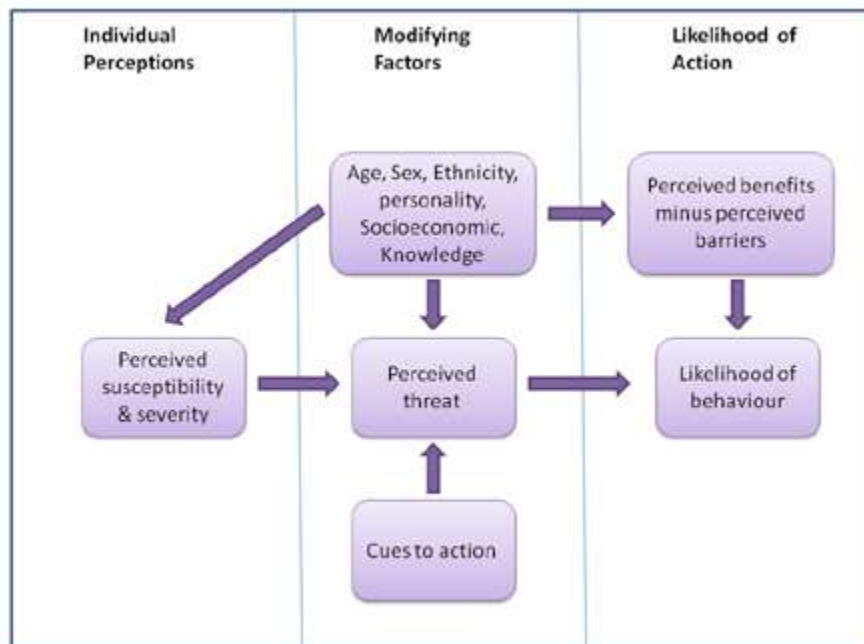 Individual
Perceptions
Modifying
Factors
Likelihood of
Action
Age, Sex, Ethnicity,
personality,
Socioeconomic,
Knowledge
Perceived benefits
minus perceived
barriers
Perceived
susceptibility
& severity
Perceived
threat
Likelihood of
behaviour
Cues to action